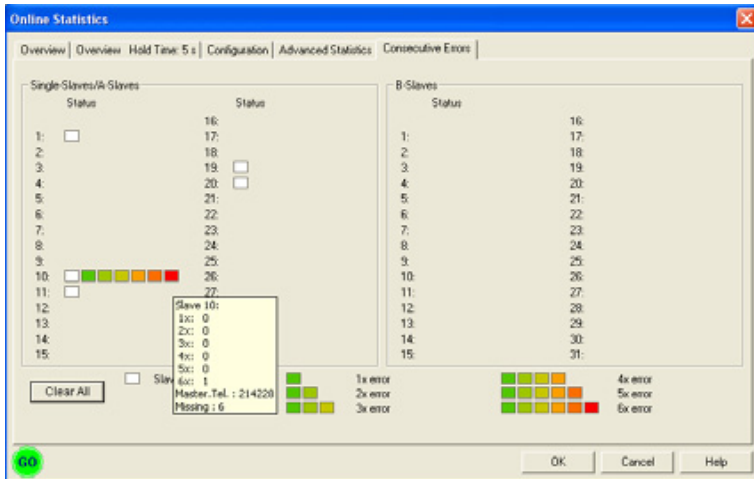 Online Statistics
Overview | Overview Hold Time: 5 s | Configuration | Advanced Statistics | Consecutive Errors
Single-Slaves/A-Slaves
B-Slaves
Status Status Status
16: 16:
1: 17: 1: 17:
2: 18: 2: 18:
3: 19: 3: 19:
4: 20: 4: 20:
5: 21: 5: 21:
6: 22: 6: 22:
7: 23: 7: 23:
8: 24: 8: 24:
9: 25: 9: 25:
10: 26: 10: 26:
11: 27: 11: 27:
12: 12: 28:
13: 13: 29:
14: 14: 30:
15: 15: 31:
Slave 10:
1x: 0
2x: 0
3x: 0
4x: 0
5x: 0
6x: 1
Master.Tel. : 214228
Missing : 6
Clear All
1x error 4x error
2x error 5x error
3x error 6x error
GO
OK Cancel Help